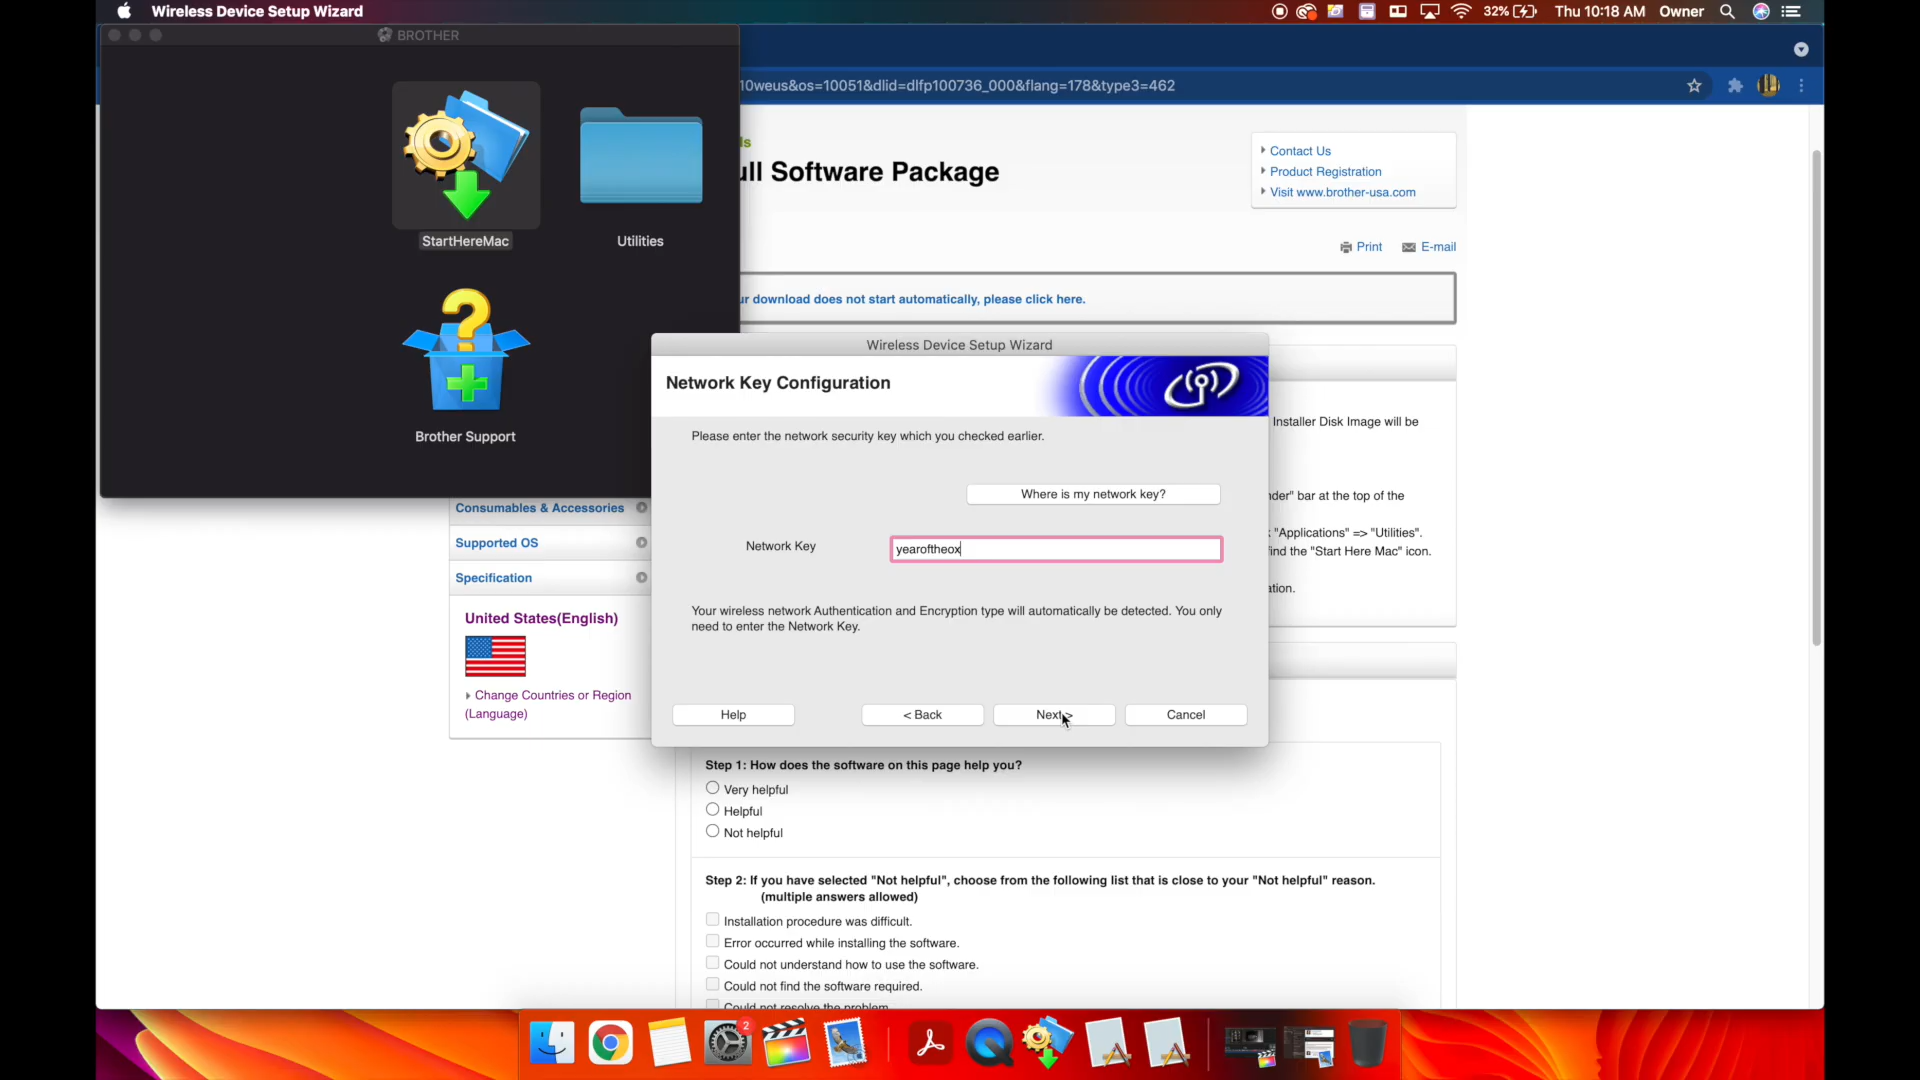 Wireless Device Setup Wizard
32%
Thu 10:18 AM Owner
BROTHER
10weus&os=10051&dlid=dlfp100736_000&flang=178&type3=462
StartHereMac
Utilities
Brother Support
ull Software Package
Contact Us
Product Registration
Visit www.brother-usa.com
Print
E-mail
ur download does not start automatically, please click here.
Wireless Device Setup Wizard
Network Key Configuration
Please enter the network security key which you checked earlier.
Where is my network key?
Network Key
yearoftheox
Your wireless network Authentication and Encryption type will automatically be detected. You only
need to enter the Network Key.
Help
< Back
Next >
Cancel
Installer Disk Image will be
nder" bar at the top of the
"Applications" => "Utilities".
find the "Start Here Mac" icon.
ation.
Consumables & Accessories
Supported OS
Specification
United States(English)
Change Countries or Region
(Language)
Step 1: How does the software on this page help you?
Very helpful
Helpful
Not helpful
Step 2: If you have selected "Not helpful", choose from the following list that is close to your "Not helpful" reason.
(multiple answers allowed)
Installation procedure was difficult.
Error occurred while installing the software.
Could not understand how to use the software.
Could not find the software required.
Could not resolve the problem.
2